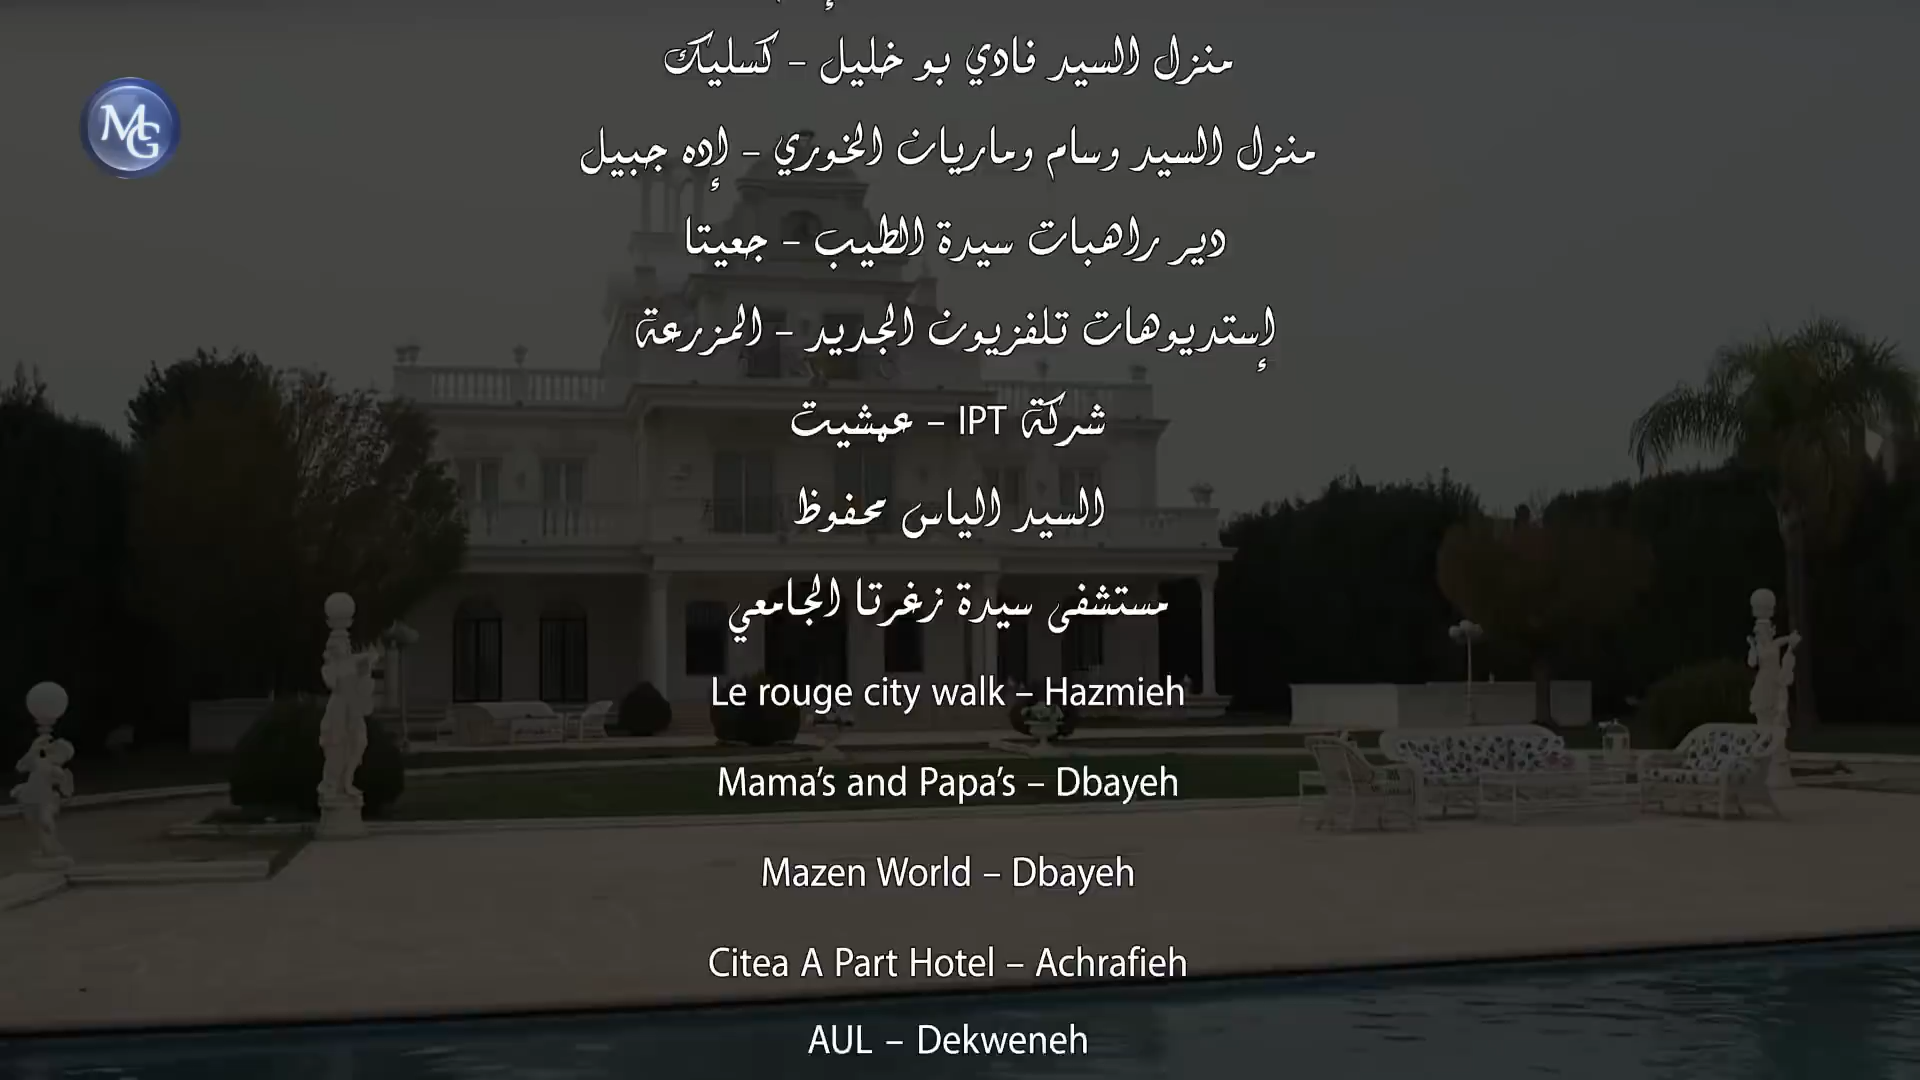 MG
منزل السيد فادي بو خليل – كسليك
منزل السيد وسام وماريان الخوري – إده جبيل
دير راهبات سيدة الطيب – جعيتا
إستديوهات تلفزيون الجديد – المزرعة
شركة IPT – عمشيت
السيد الياس محفوظ
مستشفى سيدة زغرتا الجامعي
Le rouge city walk – Hazmieh
Mama’s and Papa’s – Dbayeh
Mazen World – Dbayeh
Citea A Part Hotel – Achrafieh
AUL – Dekweneh